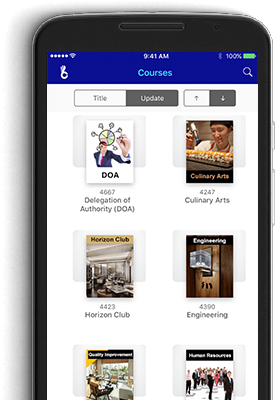 9:41 AM
100%
Courses
Title
Update
↑
↓
DOA
Culinary Arts
4667
4247
Delegation of
Authority (DOA)
Culinary Arts
Horizon Club
Engineering
4423
4390
Horizon Club
Engineering
Quality Improvement
Human Resources